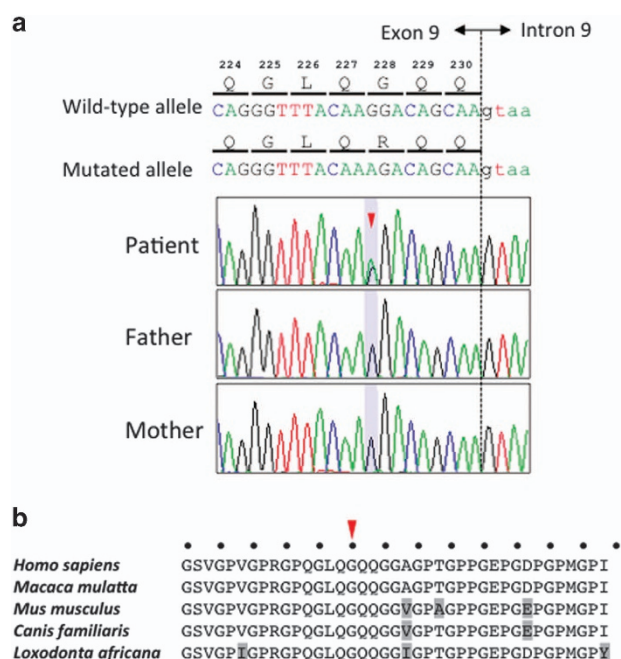 a
Exon 9 Intron 9
224 225 226 227 228 229 230
Q G L Q G Q Q
Wild-type allele CAGGGTTTACAAGGACAGCAAgtaa
Q G L Q R Q Q
Mutated allele CAGGGTTTACAAAGACAGCAAgtaa
Patient
Father
Mother
b
Homo sapiens GSVGPVGPRGPQGLQGQQGGAGPTGPPGEPGDPGPMGPI
Macaca mulatta GSVGPVGPRGPQGLQGQQGGAGPTGPPGEPGDPGPMGPI
Mus musculus GSVGPVGPRGPQGLQGQQGGVGPAGPPGEPGEPGPMGPI
Canis familiaris GSVGPVGPRGPQGLQGQQGGVGPTGPPGEPGEPGPMGPI
Loxodonta africana GSVGPIGPRGPQGLQGQQGGIGPTGPPGEPGDPGPMGPY